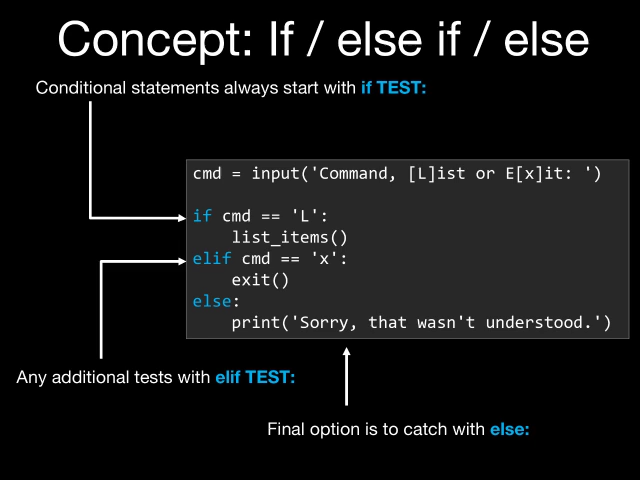 Concept: If / else if / else
Conditional statements always start with if TEST:
cmd = input('Command, [L]ist or E[x]it: ')
if cmd == 'L':
    list_items()
elif cmd == 'x':
    exit()
else:
    print('Sorry, that wasn't understood.')
Any additional tests with elif TEST:
Final option is to catch with else: